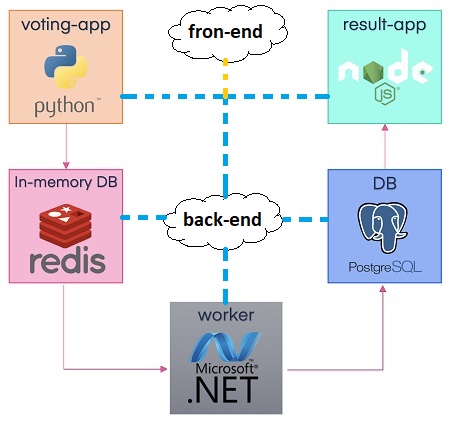 voting-app
python™
fron-end
result-app
node
JS
In-memory DB
redis
back-end
DB
PostgreSQL
worker
Microsoft®
.NET